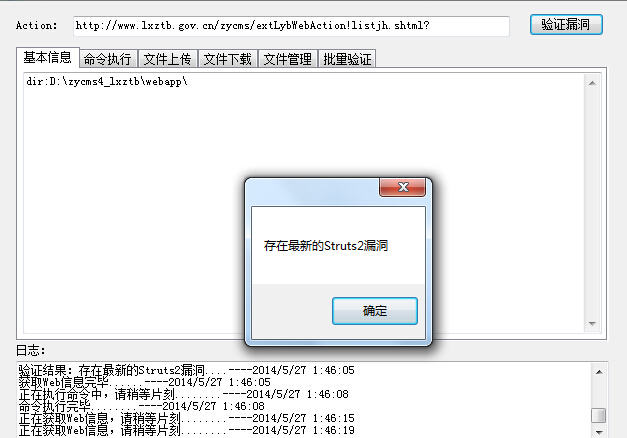 Action: http://www.lxztb.gov.cn/zycms/extLybWebAction!listjh.shtml? 验证漏洞
基本信息 命令执行 文件上传 文件下载 文件管理 批量验证
dir:D:\zycms4_lxztb\webapp\
存在最新的Struts2漏洞
确定
日志:
验证结果: 存在最新的Struts2漏洞....----2014/5/27 1:46:05
获取Web信息完毕......----2014/5/27 1:46:05
正在执行命令中，请稍等片刻........----2014/5/27 1:46:08
命令执行完毕........----2014/5/27 1:46:08
正在获取Web信息，请稍等片刻........----2014/5/27 1:46:15
正在获取Web信息，请稍等片刻........----2014/5/27 1:46:19